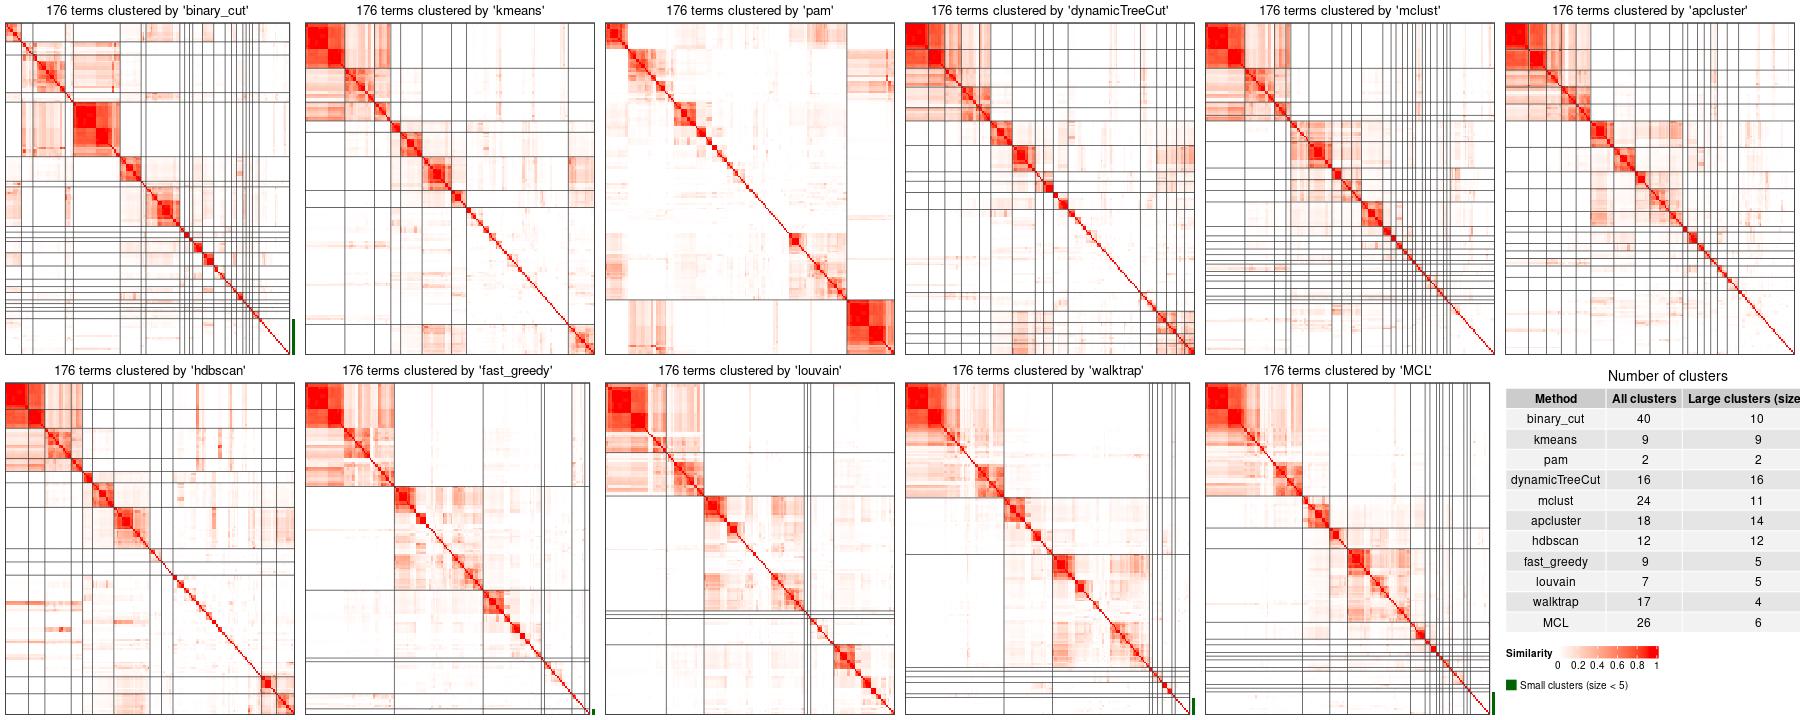 176 terms clustered by 'binary_cut'
176 terms clustered by 'kmeans'
176 terms clustered by 'pam'
176 terms clustered by 'dynamicTreeCut'
176 terms clustered by 'mclust'
176 terms clustered by 'apcluster'
176 terms clustered by 'hdbscan'
176 terms clustered by 'fast_greedy'
176 terms clustered by 'louvain'
176 terms clustered by 'walktrap'
176 terms clustered by 'MCL'
Number of clusters
Method All clusters Large clusters (size
binary_cut 40 10
kmeans 9 9
pam 2 2
dynamicTreeCut 16 16
mclust 24 11
apcluster 18 14
hdbscan 12 12
fast_greedy 9 5
louvain 7 5
walktrap 17 4
MCL 26 6
Similarity
0 0.2 0.4 0.6 0.8 1
Small clusters (size < 5)